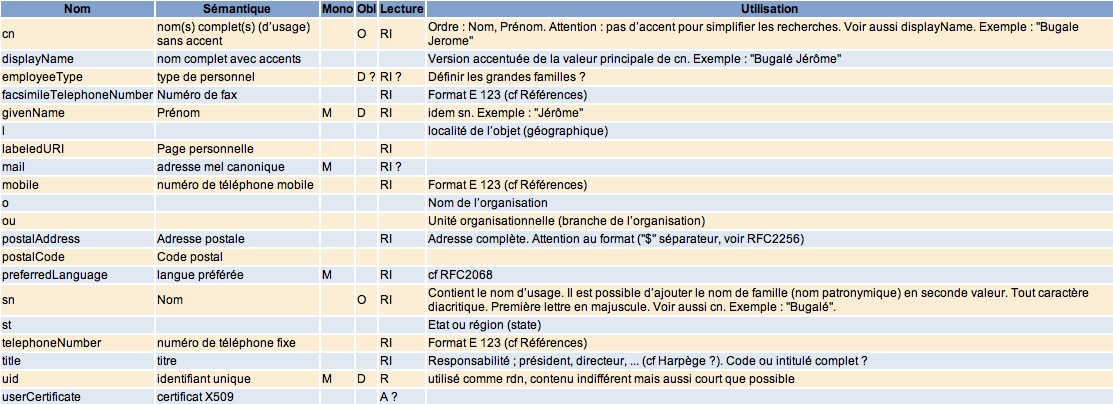 Nom Sémantique Mono Obl Lecture Utilisation
cn nom(s) complet(s) (d'usage) sans accent O RI Ordre : Nom, Prénom. Attention : pas d'accent pour simplifier les recherches. Voir aussi displayName. Exemple : "Bugale Jerome"
displayName nom complet avec accents Version accentuée de la valeur principale de cn. Exemple : "Bugalé Jérôme"
employeeType type de personnel D ? RI ? Définir les grandes familles ?
facsimileTelephoneNumber Numéro de fax RI Format E 123 (cf Références)
givenName Prénom M D RI idem sn. Exemple : "Jérôme"
l localité de l'objet (géographique)
labeledURI Page personnelle RI
mail adresse mel canonique M RI ?
mobile numéro de téléphone mobile RI Format E 123 (cf Références)
o Nom de l'organisation
ou Unité organisationnelle (branche de l'organisation)
postalAddress Adresse postale RI Adresse complète. Attention au format ("$" séparateur, voir RFC2256)
postalCode Code postal
preferredLanguage langue préférée M RI cf RFC2068
sn Nom O RI Contient le nom d'usage. Il est possible d'ajouter le nom de famille (nom patronymique) en seconde valeur. Tout caractère diacritique. Première lettre en majuscule. Voir aussi cn. Exemple : "Bugalé".
st Etat ou région (state)
telephoneNumber numéro de téléphone fixe RI Format E 123 (cf Références)
title titre RI Responsabilité ; président, directeur, ... (cf Harpège ?). Code ou intitulé complet ?
uid identifiant unique M D R utilisé comme rdn, contenu indifférent mais aussi court que possible
userCertificate certificat X509 A ?